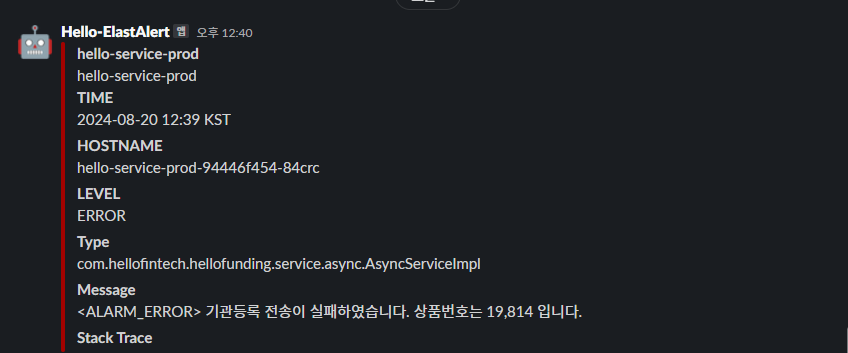 Hello-ElastAlert 앱 오후 12:40
hello-service-prod
hello-service-prod
TIME
2024-08-20 12:39 KST
HOSTNAME
hello-service-prod-94446f454-84crc
LEVEL
ERROR
Type
com.hellofintech.hellofunding.service.async.AsyncServiceImpl
Message
<ALARM_ERROR> 기관등록 전송이 실패하였습니다. 상품번호는 19,814 입니다.
Stack Trace